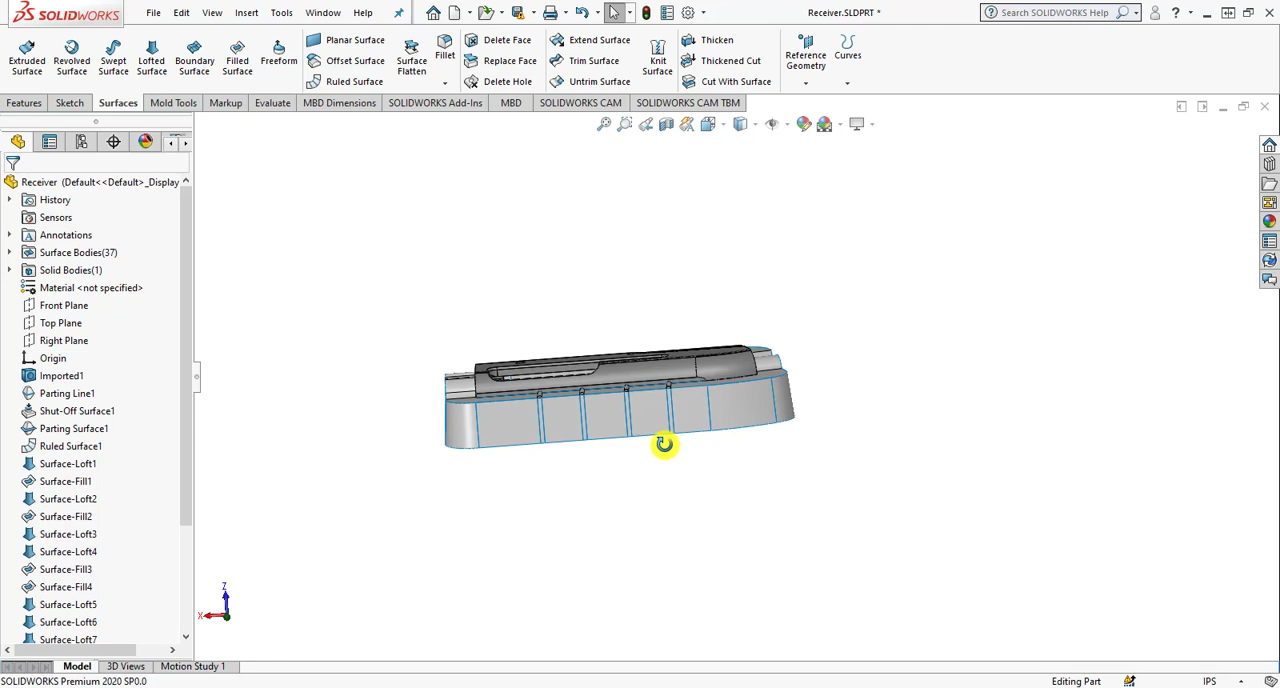 SOLIDWORKS File Edit View Insert Tools Window Help Receiver.SLDPRT * Search SOLIDWORKS Help
Extruded Surface Revolved Surface Swept Surface Lofted Surface Boundary Surface Filled Surface Freeform
Planar Surface
Offset Surface
Ruled Surface
Surface Flatten
Fillet
Delete Face
Replace Face
Delete Hole
Extend Surface
Trim Surface
Untrim Surface
Knit Surface
Thicken
Thickened Cut
Cut With Surface
Reference Geometry
Curves
Features Sketch Surfaces Mold Tools Markup Evaluate MBD Dimensions SOLIDWORKS Add-Ins MBD SOLIDWORKS CAM SOLIDWORKS CAM TBM
Receiver (Default<<Default>_Display
History
Sensors
Annotations
Surface Bodies(37)
Solid Bodies(1)
Material <not specified>
Front Plane
Top Plane
Right Plane
Origin
Imported1
Parting Line1
Shut-Off Surface1
Parting Surface1
Ruled Surface1
Surface-Loft1
Surface-Fill1
Surface-Loft2
Surface-Fill2
Surface-Loft3
Surface-Loft4
Surface-Fill3
Surface-Fill4
Surface-Loft5
Surface-Loft6
Surface-Loft7
Z
X
Model 3D Views Motion Study 1
SOLIDWORKS Premium 2020 SP0.0 Editing Part IPS